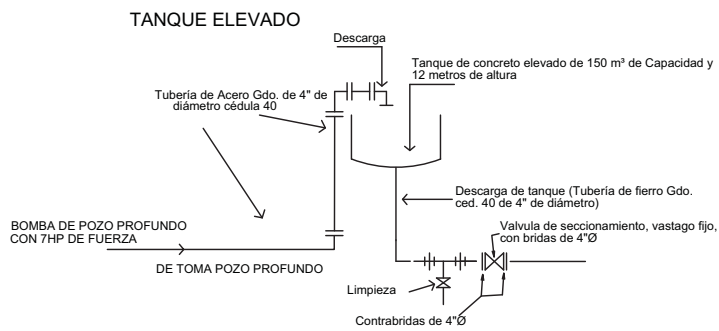 TANQUE ELEVADO
Descarga
Tanque de concreto elevado de 150 m³ de Capacidad y
12 metros de altura
Tubería de Acero Gdo. de 4" de
diámetro cédula 40
Descarga de tanque (Tubería de fierro Gdo.
ced. 40 de 4" de diámetro)
BOMBA DE POZO PROFUNDO
CON 7HP DE FUERZA
Valvula de seccionamiento, vastago fijo,
con bridas de 4"Ø
DE TOMA POZO PROFUNDO
Limpieza
Contrabridas de 4"Ø